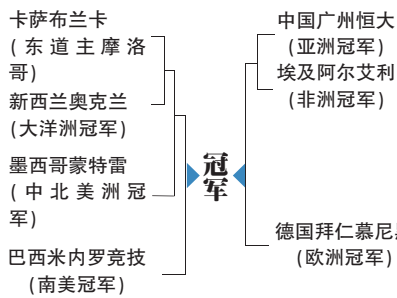 卡萨布兰卡
(东道主摩洛
哥)
新西兰奥克兰
(大洋洲冠军)
墨西哥蒙特雷
(中北美洲冠
军)
巴西米内罗竞技
(南美冠军)
冠军
中国广州恒大
(亚洲冠军)
埃及阿尔艾利
(非洲冠军)
德国拜仁慕尼
(欧洲冠军)